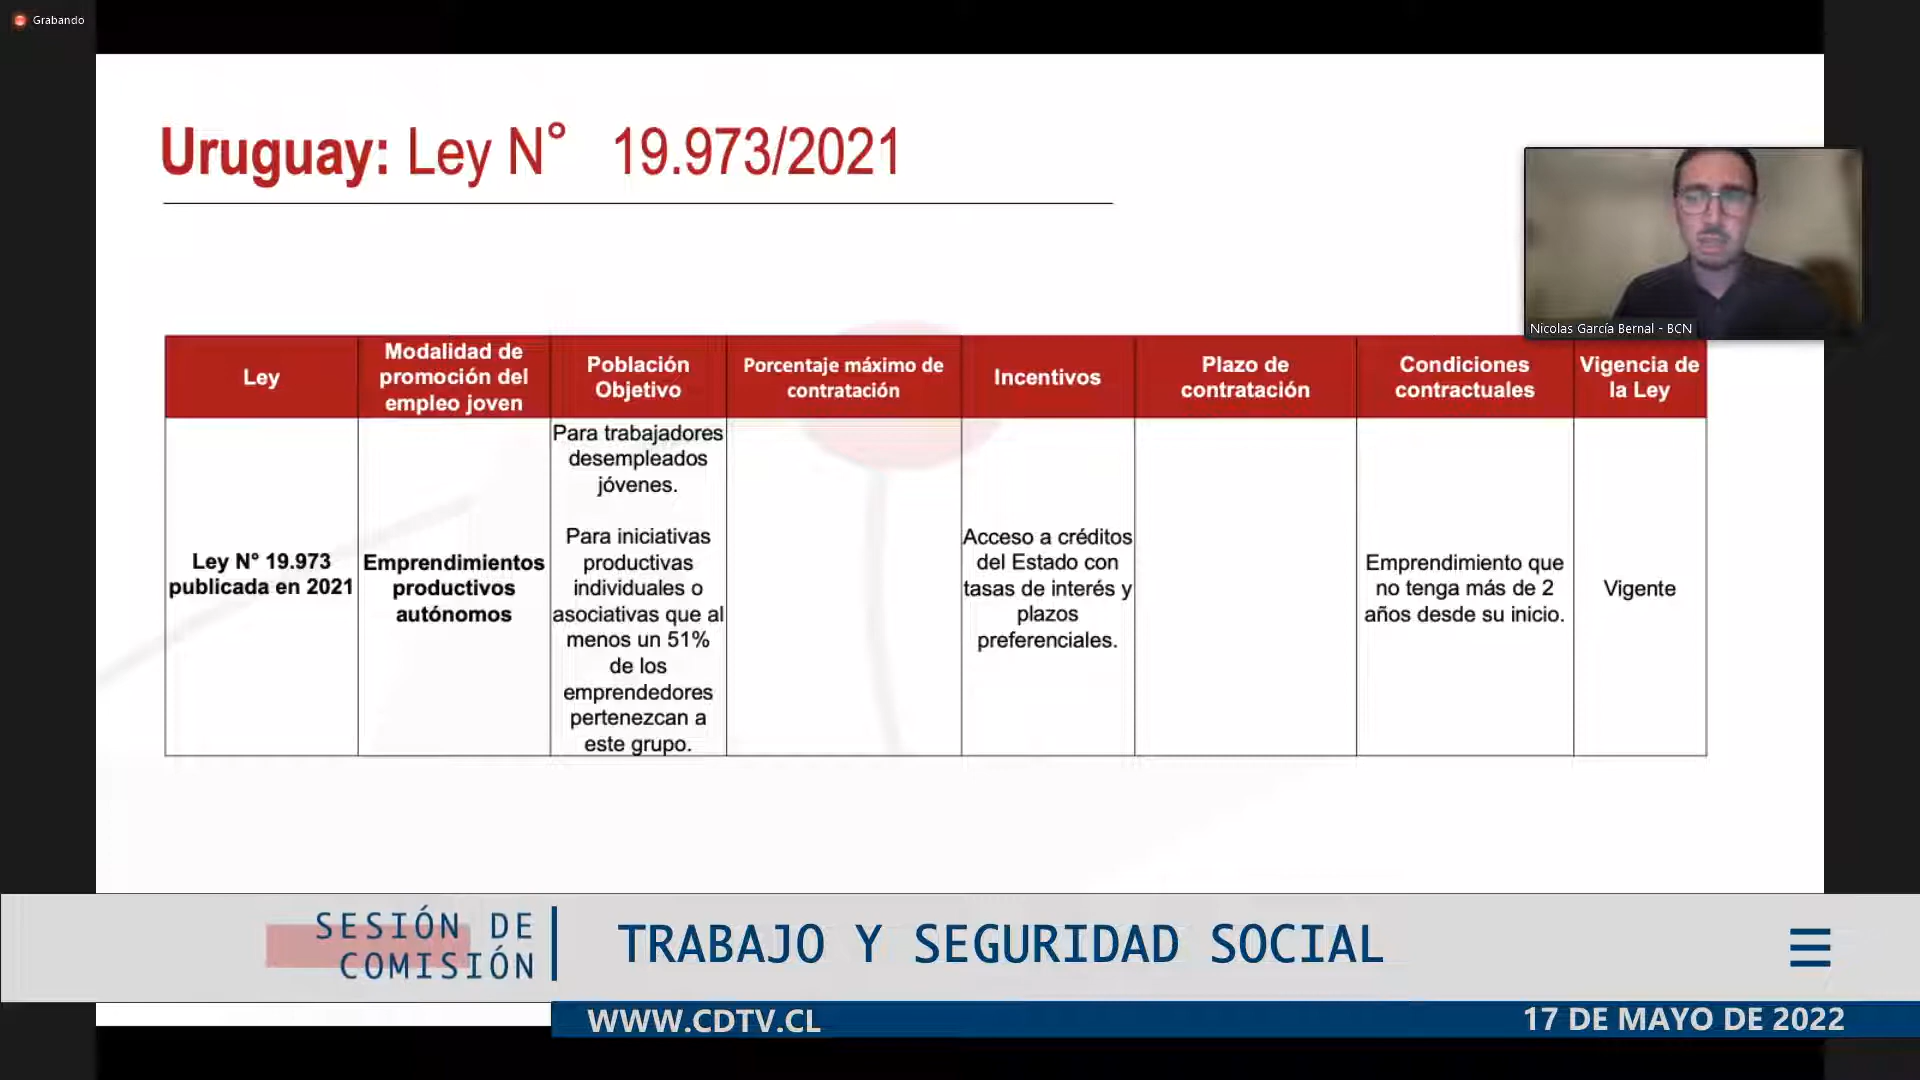 Grabando
Uruguay: Ley N° 19.973/2021
Nicolas García Bernal - BCN
Ley
Modalidad de
promoción del
empleo joven
Población
Objetivo
Porcentaje máximo de
contratación
Incentivos
Plazo de
contratación
Condiciones
contractuales
Vigencia de
la Ley
Ley N° 19.973
publicada en 2021
Emprendimientos
productivos
autónomos
Para trabajadores
desempleados
jóvenes.
Para iniciativas
productivas
individuales o
asociativas que al
menos un 51%
de los
emprendedores
pertenezcan a
este grupo.
Acceso a créditos
del Estado con
tasas de interés y
plazos
preferenciales.
Emprendimiento que
no tenga más de 2
años desde su inicio.
Vigente
SESIÓN DE
COMISIÓN
TRABAJO Y SEGURIDAD SOCIAL
WWW.CDTV.CL
17 DE MAYO DE 2022